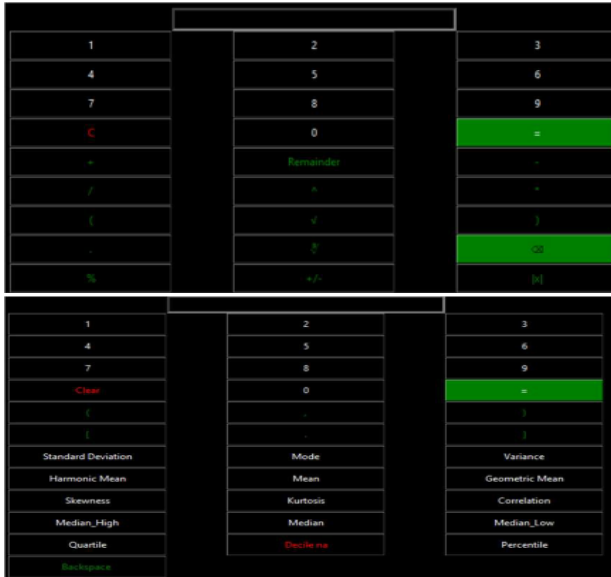 1 2 3
4 5 6
7 8 9
C 0 =
+ Remainder -
/ ^ *
( √ )
.
% +/- |x|
1 2 3
4 5 6
7 8 9
Clear 0 =
( . )
[ ]
Standard Deviation Mode Variance
Harmonic Mean Mean Geometric Mean
Skewness Kurtosis Correlation
Median_High Median Median_Low
Quartile Decile na Percentile
Backspace